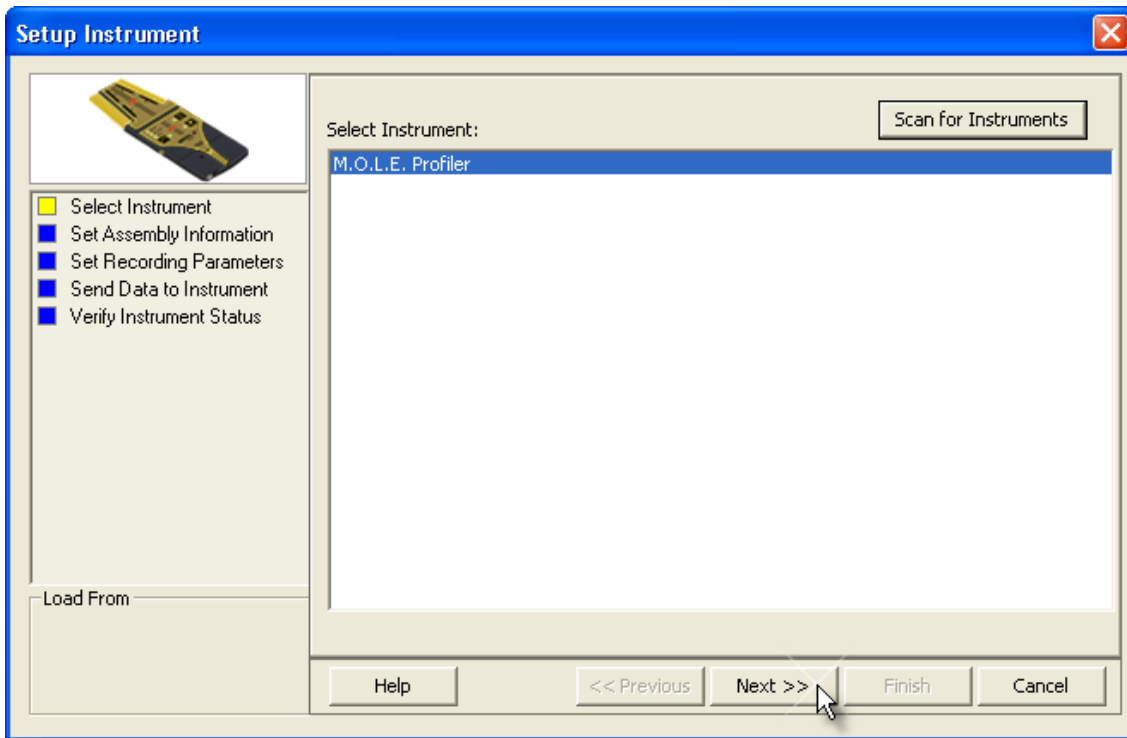 Setup Instrument
Select Instrument
Set Assembly Information
Set Recording Parameters
Send Data to Instrument
Verify Instrument Status
Load From
Select Instrument:
Scan for Instruments
M.O.L.E. Profiler
Help
<< Previous
Next >>
Finish
Cancel